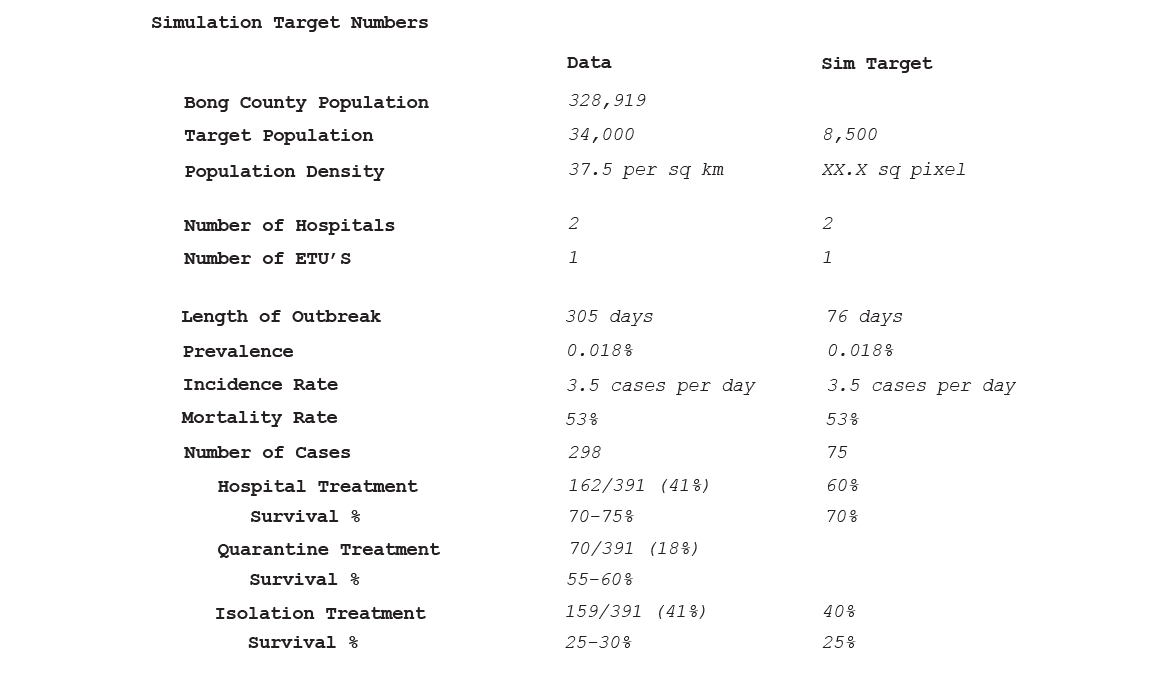 Simulation Target Numbers
Data Sim Target
Bong County Population 328,919
Target Population 34,000 8,500
Population Density 37.5 per sq km XX.X sq pixel
Number of Hospitals 2 2
Number of ETU’S 1 1
Length of Outbreak 305 days 76 days
Prevalence 0.018% 0.018%
Incidence Rate 3.5 cases per day 3.5 cases per day
Mortality Rate 53% 53%
Number of Cases 298 75
Hospital Treatment 162/391 (41%) 60%
Survival % 70-75% 70%
Quarantine Treatment 70/391 (18%)
Survival % 55-60%
Isolation Treatment 159/391 (41%) 40%
Survival % 25-30% 25%